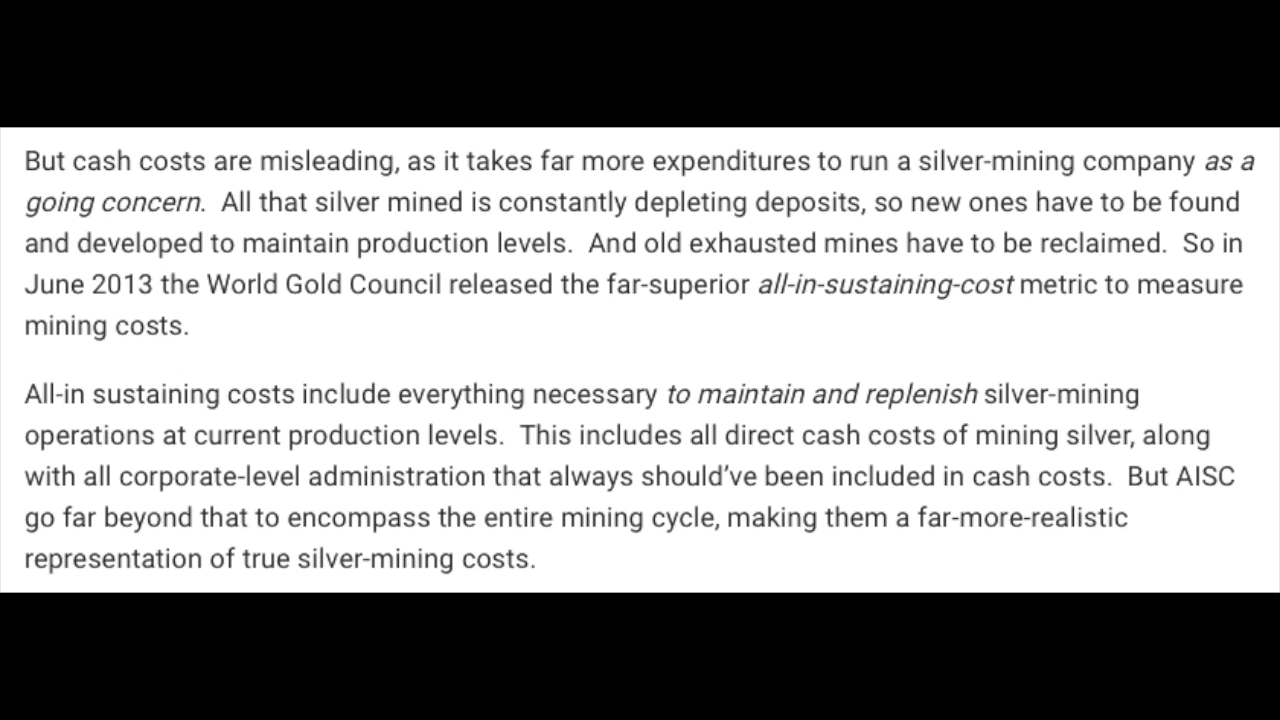 But cash costs are misleading, as it takes far more expenditures to run a silver-mining company as a
going concern.  All that silver mined is constantly depleting deposits, so new ones have to be found
and developed to maintain production levels.  And old exhausted mines have to be reclaimed.  So in
June 2013 the World Gold Council released the far-superior all-in-sustaining-cost metric to measure
mining costs.
All-in sustaining costs include everything necessary to maintain and replenish silver-mining
operations at current production levels.  This includes all direct cash costs of mining silver, along
with all corporate-level administration that always should’ve been included in cash costs.  But AISC
go far beyond that to encompass the entire mining cycle, making them a far-more-realistic
representation of true silver-mining costs.